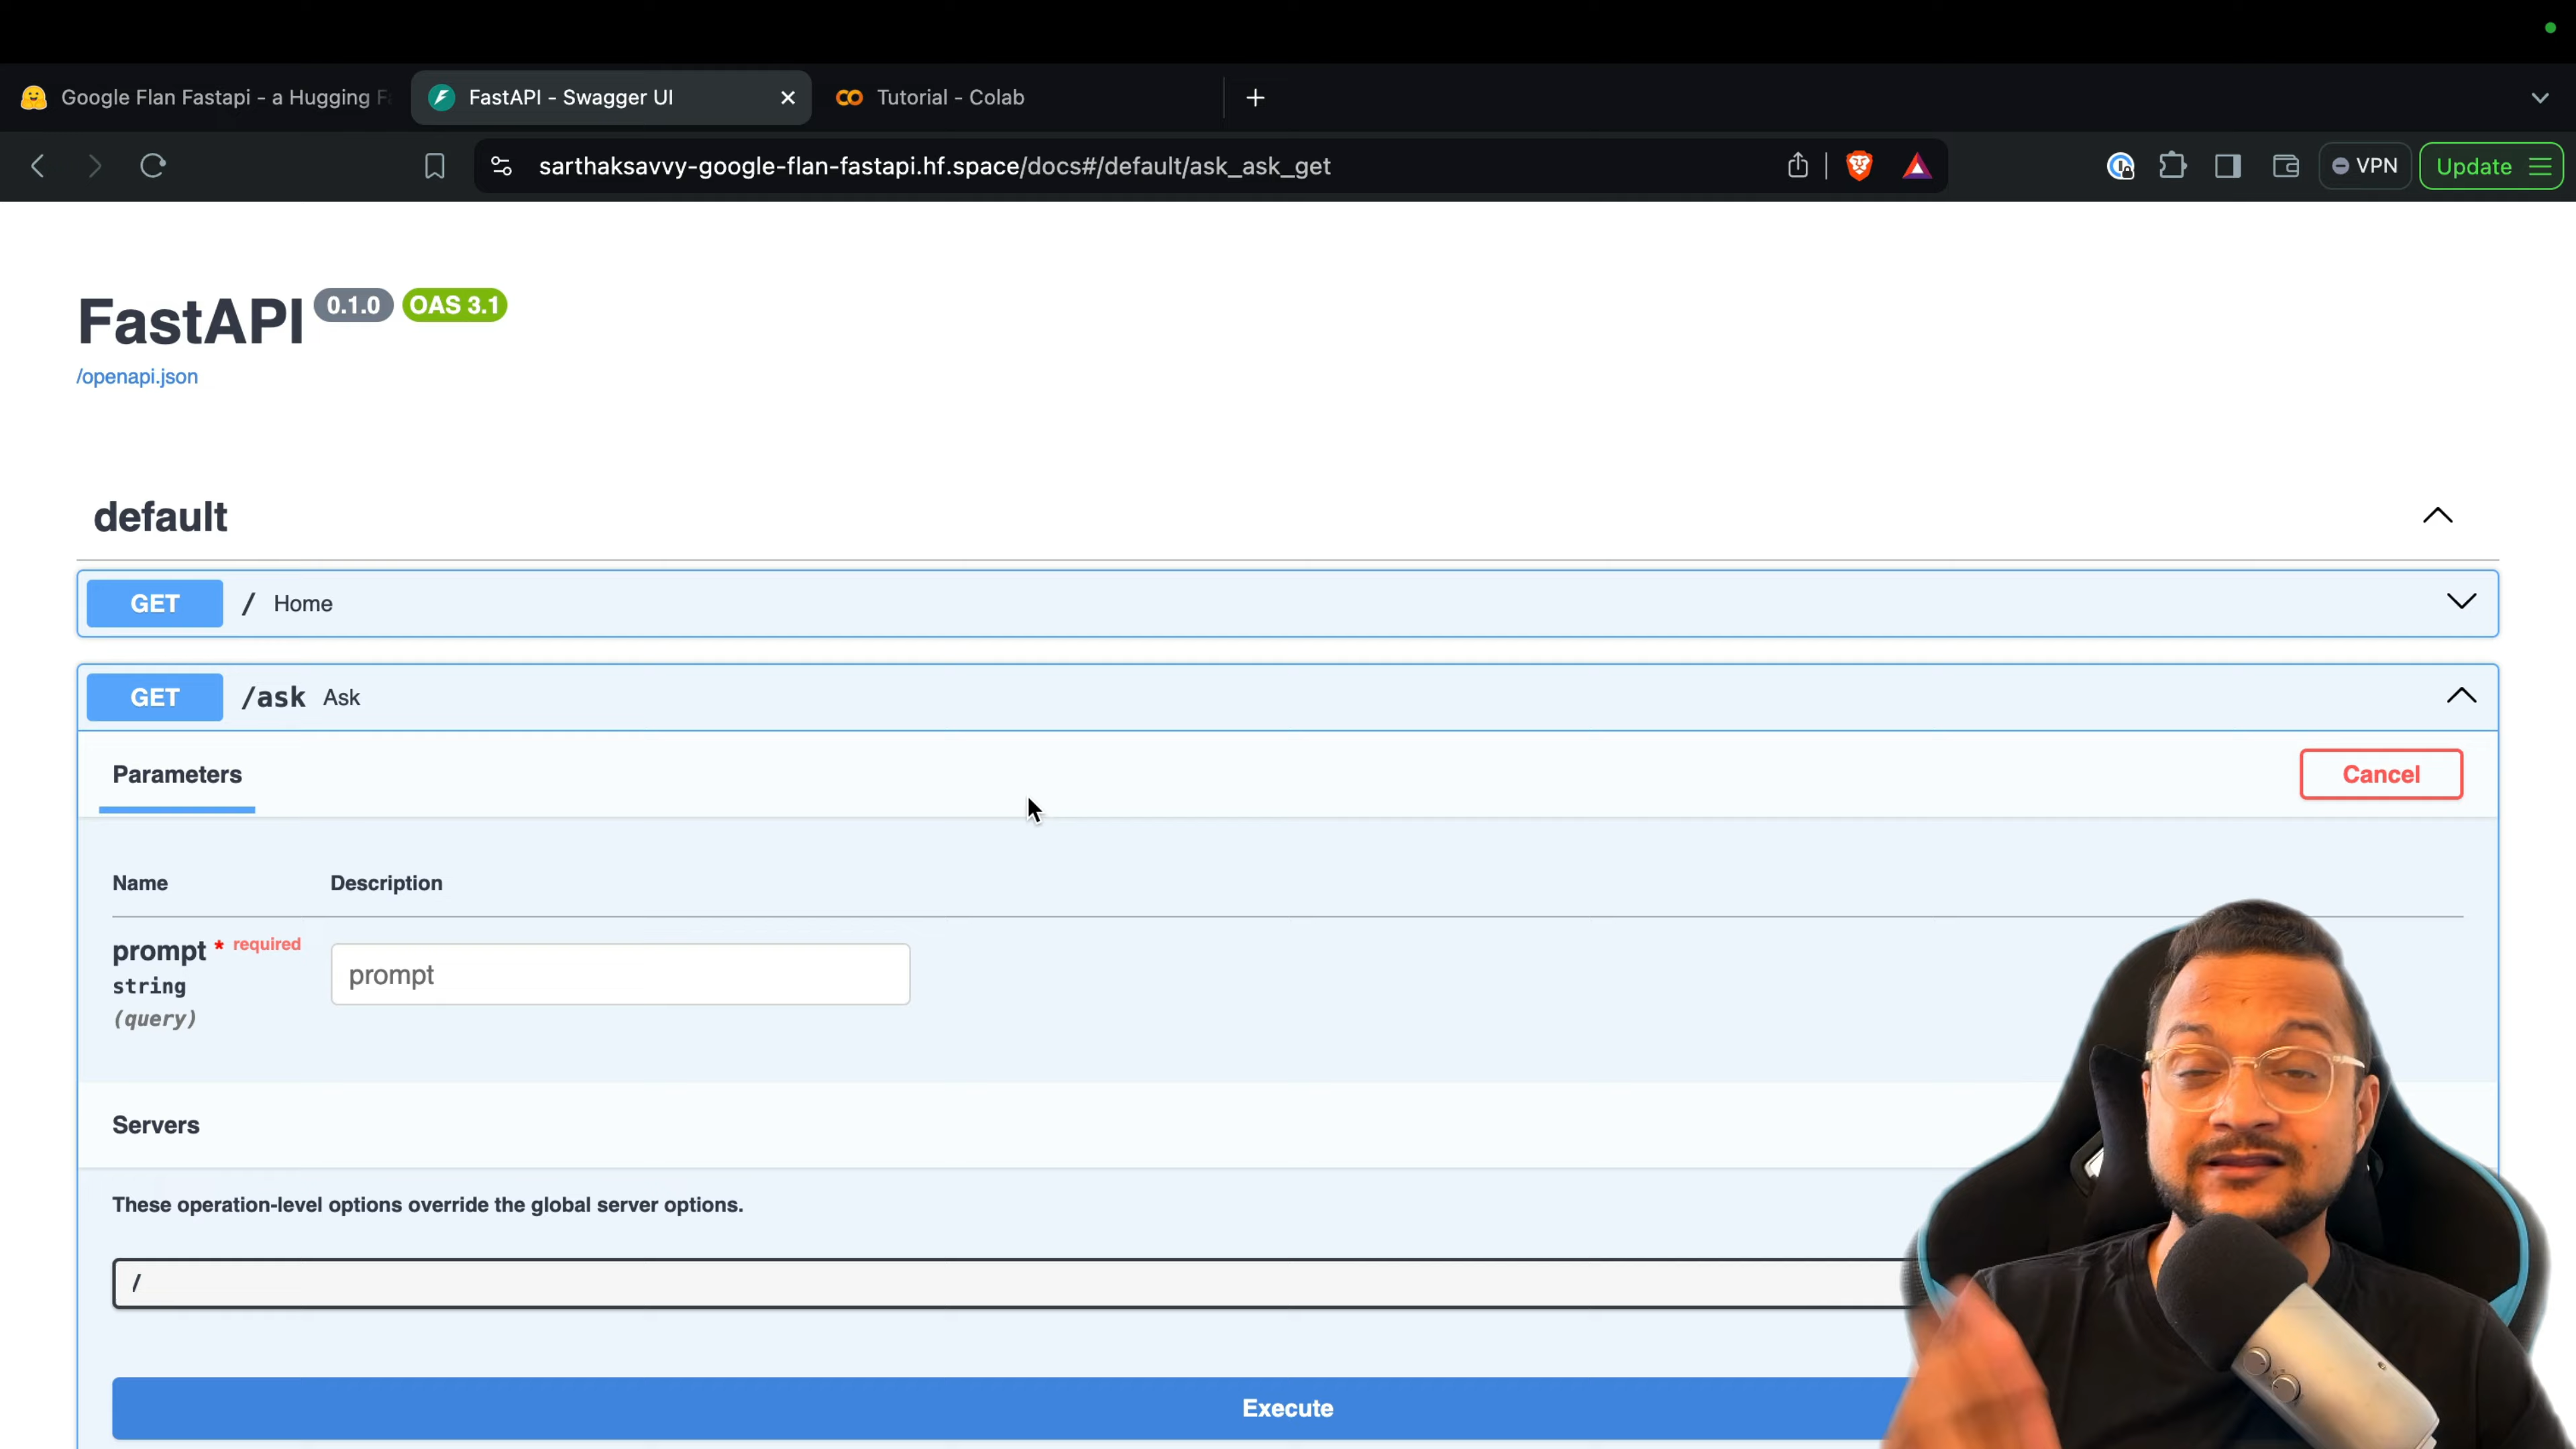 Google Flan Fastapi - a Hugging F
FastAPI - Swagger UI
Tutorial - Colab
sarthaksavvy-google-flan-fastapi.hf.space/docs#/default/ask_ask_get
VPN
Update
FastAPI 0.1.0 OAS 3.1
/openapi.json
default
GET / Home
GET /ask Ask
Parameters
Cancel
Name Description
prompt * required
string
(query)
prompt
Servers
These operation-level options override the global server options.
/
Execute